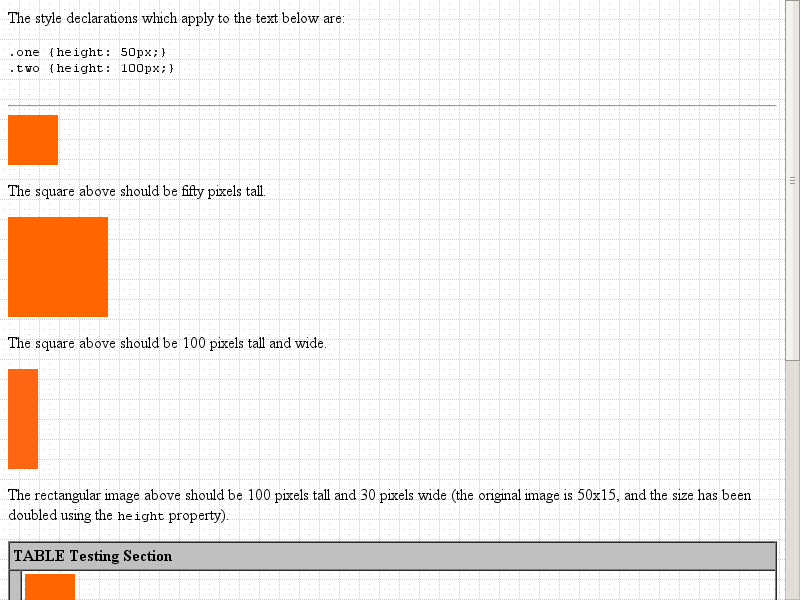 The style declarations which apply to the text below are:
.one {height: 50px;}
.two {height: 100px;}
The square above should be fifty pixels tall.
The square above should be 100 pixels tall and wide.
The rectangular image above should be 100 pixels tall and 30 pixels wide (the original image is 50x15, and the size has been
doubled using the height property).
TABLE Testing Section